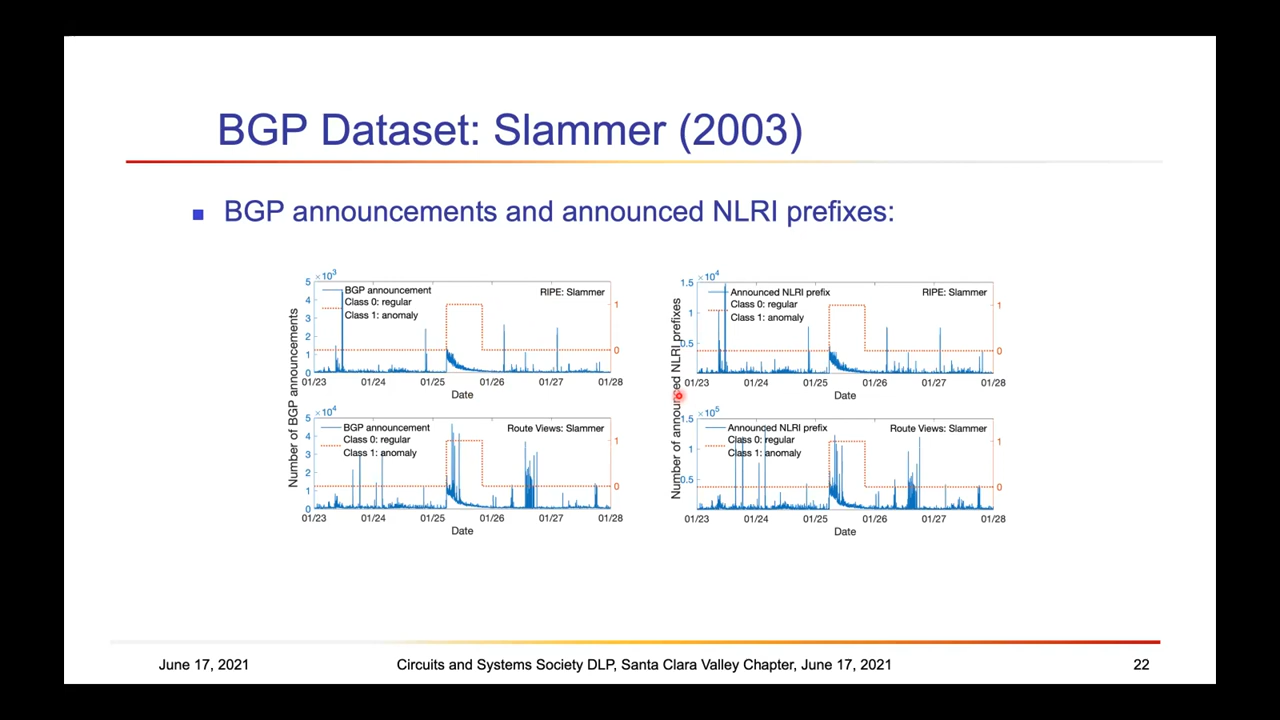 BGP Dataset: Slammer (2003)
BGP announcements and announced NLRI prefixes:
Number of BGP announcements
×10³
5
4
3
2
1
0
BGP announcement
Class 0: regular
Class 1: anomaly
RIPE: Slammer
1
0
01/23 01/24 01/25 01/26 01/27 01/28
Date
×10⁴
5
4
3
2
1
0
BGP announcement
Class 0: regular
Class 1: anomaly
Route Views: Slammer
1
0
01/23 01/24 01/25 01/26 01/27 01/28
Date
Number of announced NLRI prefixes
×10⁴
1.5
1
0.5
Announced NLRI prefix
Class 0: regular
Class 1: anomaly
RIPE: Slammer
1
0
01/23 01/24 01/25 01/26 01/27 01/28
Date
×10⁵
1.5
1
0.5
Announced NLRI prefix
Class 0: regular
Class 1: anomaly
Route Views: Slammer
1
0
01/23 01/24 01/25 01/26 01/27 01/28
Date
June 17, 2021 Circuits and Systems Society DLP, Santa Clara Valley Chapter, June 17, 2021 22